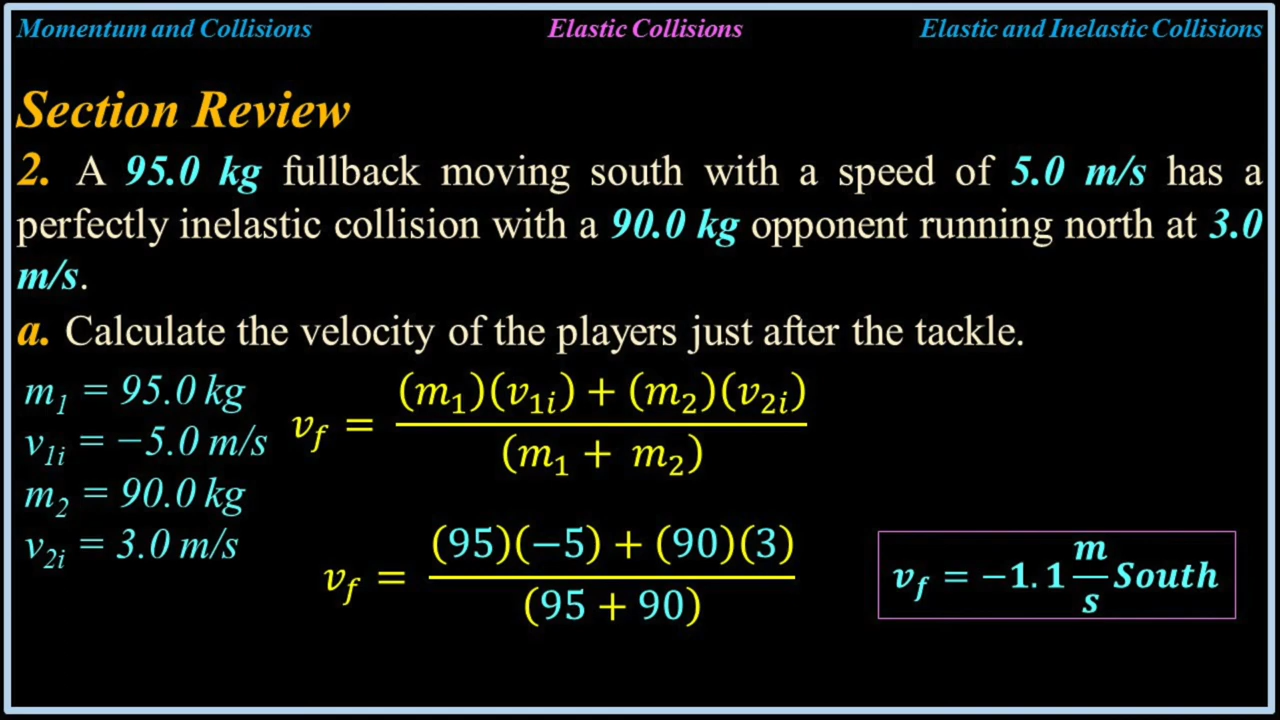 Momentum and Collisions
Elastic Collisions
Elastic and Inelastic Collisions
Section Review
2. A 95.0 kg fullback moving south with a speed of 5.0 m/s has a
perfectly inelastic collision with a 90.0 kg opponent running north at 3.0
m/s.
a. Calculate the velocity of the players just after the tackle.
m₁ = 95.0 kg
v₁ᵢ = −5.0 m/s
m₂ = 90.0 kg
v₂ᵢ = 3.0 m/s
v_f = (m₁)(v₁ᵢ) + (m₂)(v₂ᵢ) / (m₁ + m₂)
v_f = (95)(−5) + (90)(3) / (95 + 90)
v_f = −1.1 m/s South